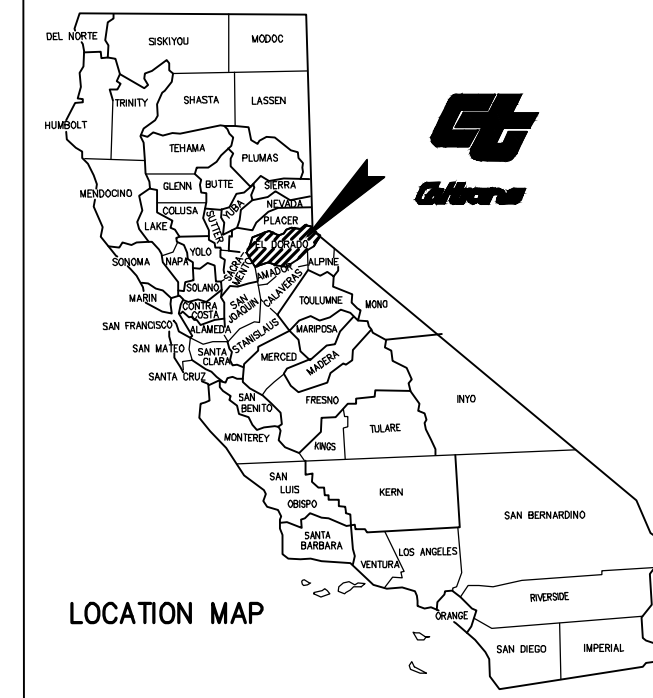 DEL NORTE
SISKIYOU
MODOC
HUMBOLT
TRINITY
SHASTA
LASSEN
Caltrans
TEHAMA
PLUMAS
MENDOCINO
GLENN
BUTTE
SIERRA
NEVADA
COLUSA
SUTTER
YUBA
PLACER
LAKE
EL DORADO
SONOMA
NAPA
YOLO
SACRA-
MENTO
AMADOR
ALPINE
SOLANO
CALAVERAS
MARIN
CONTRA
COSTA
SAN
JOAQUIN
TOULUMNE
MONO
SAN FRANCISCO
ALAMEDA
STANISLAUS
MARIPOSA
SAN MATEO
SANTA
CLARA
MERCED
MADERA
SANTA CRUZ
SAN
BENITO
FRESNO
INYO
MONTEREY
KINGS
TULARE
SAN
LUIS
OBISPO
KERN
SAN BERNARDINO
SANTA
BARBARA
VENTURA
LOS ANGELES
LOCATION MAP
ORANGE
RIVERSIDE
SAN DIEGO
IMPERIAL